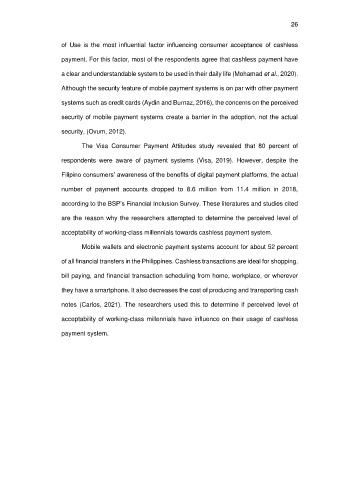 26
of Use is the most influential factor influencing consumer acceptance of cashless
payment. For this factor, most of the respondents agree that cashless payment have
a clear and understandable system to be used in their daily life (Mohamad et al., 2020).
Although the security feature of mobile payment systems is on par with other payment
systems such as credit cards (Aydin and Burnaz, 2016), the concerns on the perceived
security of mobile payment systems create a barrier in the adoption, not the actual
security, (Ovum, 2012).
The Visa Consumer Payment Attitudes study revealed that 80 percent of
respondents were aware of payment systems (Visa, 2019). However, despite the
Filipino consumers' awareness of the benefits of digital payment platforms, the actual
number of payment accounts dropped to 8.6 million from 11.4 million in 2018,
according to the BSP's Financial Inclusion Survey. These literatures and studies cited
are the reason why the researchers attempted to determine the perceived level of
acceptability of working-class millennials towards cashless payment system.
Mobile wallets and electronic payment systems account for about 52 percent
of all financial transfers in the Philippines. Cashless transactions are ideal for shopping,
bill paying, and financial transaction scheduling from home, workplace, or wherever
they have a smartphone. It also decreases the cost of producing and transporting cash
notes (Carlos, 2021). The researchers used this to determine if perceived level of
acceptability of working-class millennials have influence on their usage of cashless
payment system.